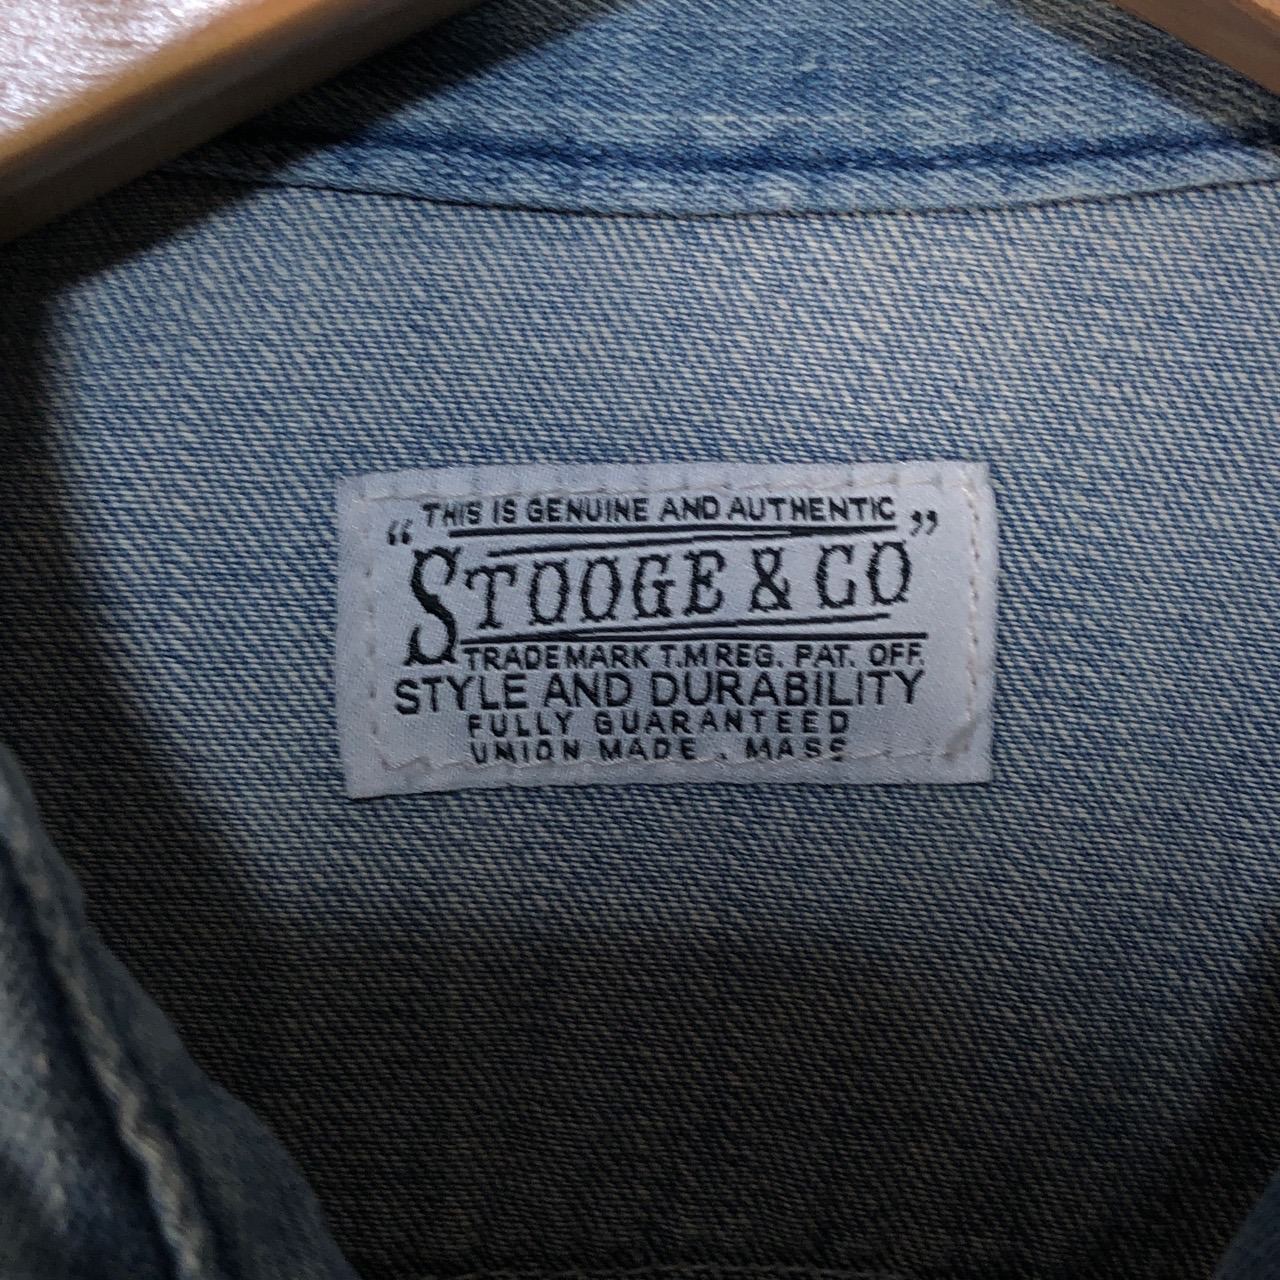 THIS IS GENUINE AND AUTHENTIC
“STOOGE & CO”
TRADEMARK T.M REG. PAT. OFF.
STYLE AND DURABILITY
FULLY GUARANTEED
UNION MADE . MASS